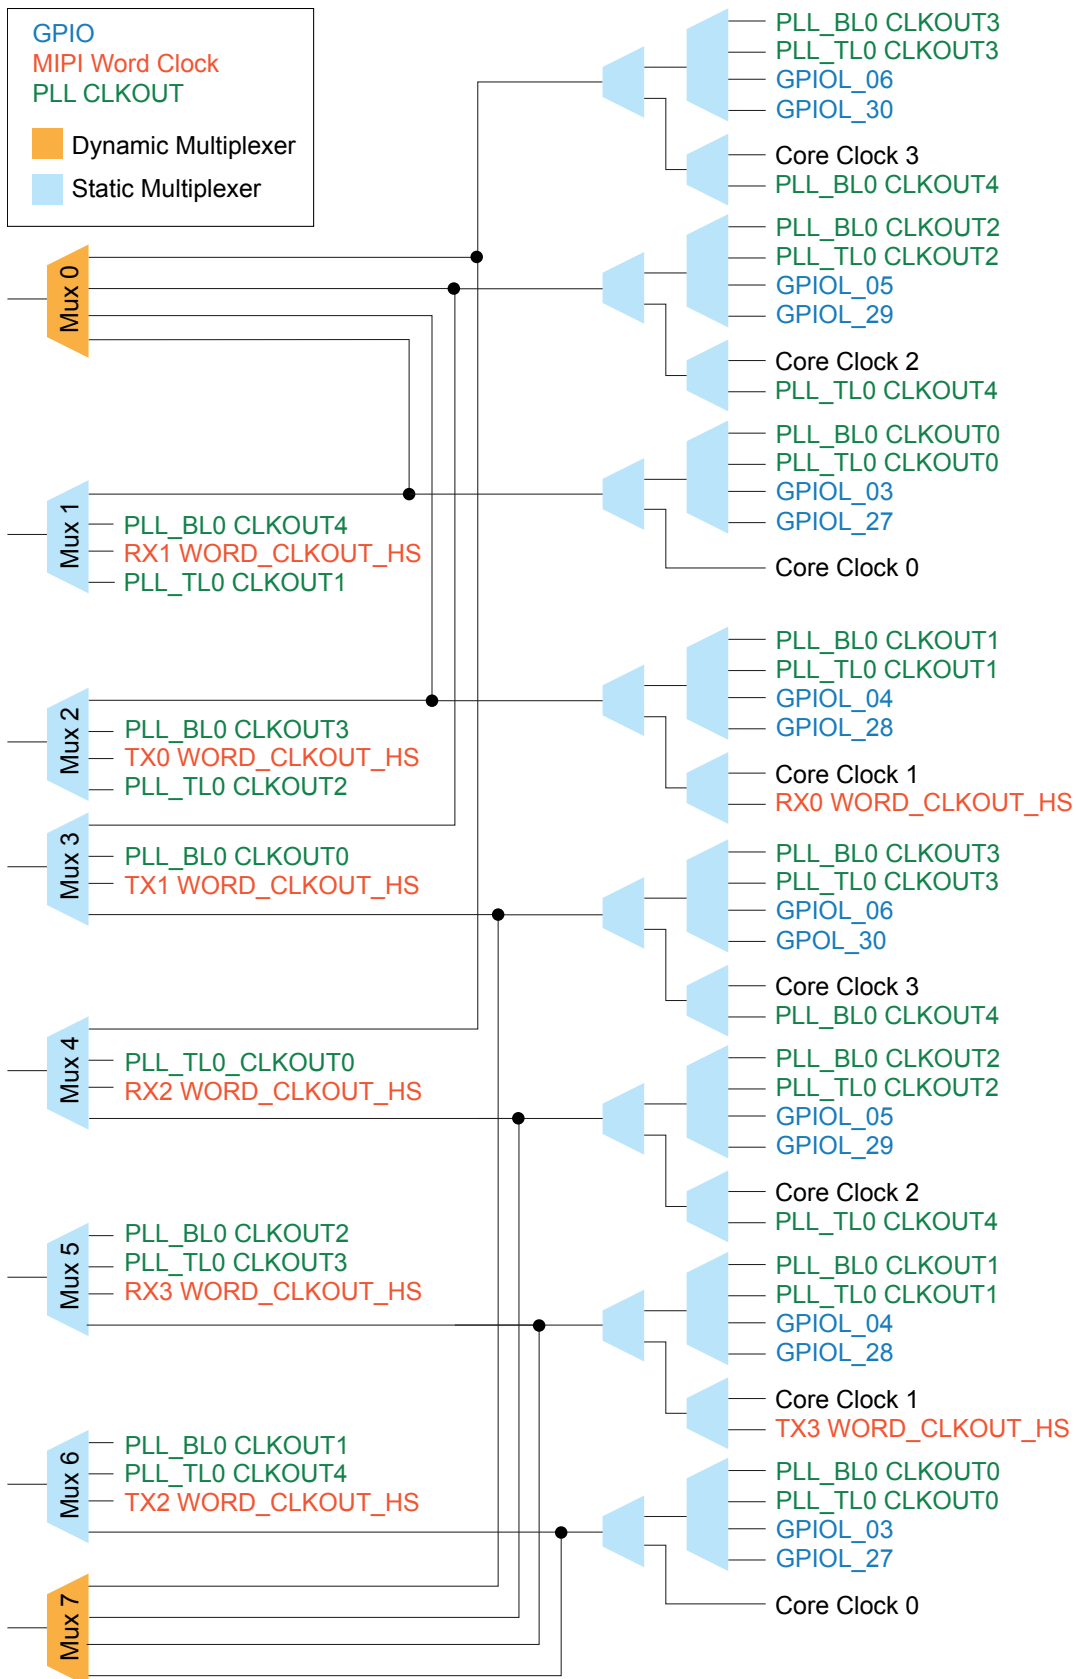 GPIO
MIPI Word Clock
PLL CLKOUT
Dynamic Multiplexer
Static Multiplexer
Mux 0
Mux 1
PLL_BL0 CLKOUT4
RX1 WORD_CLKOUT_HS
PLL_TL0 CLKOUT1
Mux 2
PLL_BL0 CLKOUT3
TX0 WORD_CLKOUT_HS
PLL_TL0 CLKOUT2
Mux 3
PLL_BL0 CLKOUT0
TX1 WORD_CLKOUT_HS
Mux 4
PLL_TL0_CLKOUT0
RX2 WORD_CLKOUT_HS
Mux 5
PLL_BL0 CLKOUT2
PLL_TL0 CLKOUT3
RX3 WORD_CLKOUT_HS
Mux 6
PLL_BL0 CLKOUT1
PLL_TL0 CLKOUT4
TX2 WORD_CLKOUT_HS
Mux 7
PLL_BL0 CLKOUT3
PLL_TL0 CLKOUT3
GPIOL_06
GPIOL_30
Core Clock 3
PLL_BL0 CLKOUT4
PLL_BL0 CLKOUT2
PLL_TL0 CLKOUT2
GPIOL_05
GPIOL_29
Core Clock 2
PLL_TL0 CLKOUT4
PLL_BL0 CLKOUT0
PLL_TL0 CLKOUT0
GPIOL_03
GPIOL_27
Core Clock 0
PLL_BL0 CLKOUT1
PLL_TL0 CLKOUT1
GPIOL_04
GPIOL_28
Core Clock 1
RX0 WORD_CLKOUT_HS
PLL_BL0 CLKOUT3
PLL_TL0 CLKOUT3
GPIOL_06
GPOL_30
Core Clock 3
PLL_BL0 CLKOUT4
PLL_BL0 CLKOUT2
PLL_TL0 CLKOUT2
GPIOL_05
GPIOL_29
Core Clock 2
PLL_TL0 CLKOUT4
PLL_BL0 CLKOUT1
PLL_TL0 CLKOUT1
GPIOL_04
GPIOL_28
Core Clock 1
TX3 WORD_CLKOUT_HS
PLL_BL0 CLKOUT0
PLL_TL0 CLKOUT0
GPIOL_03
GPIOL_27
Core Clock 0